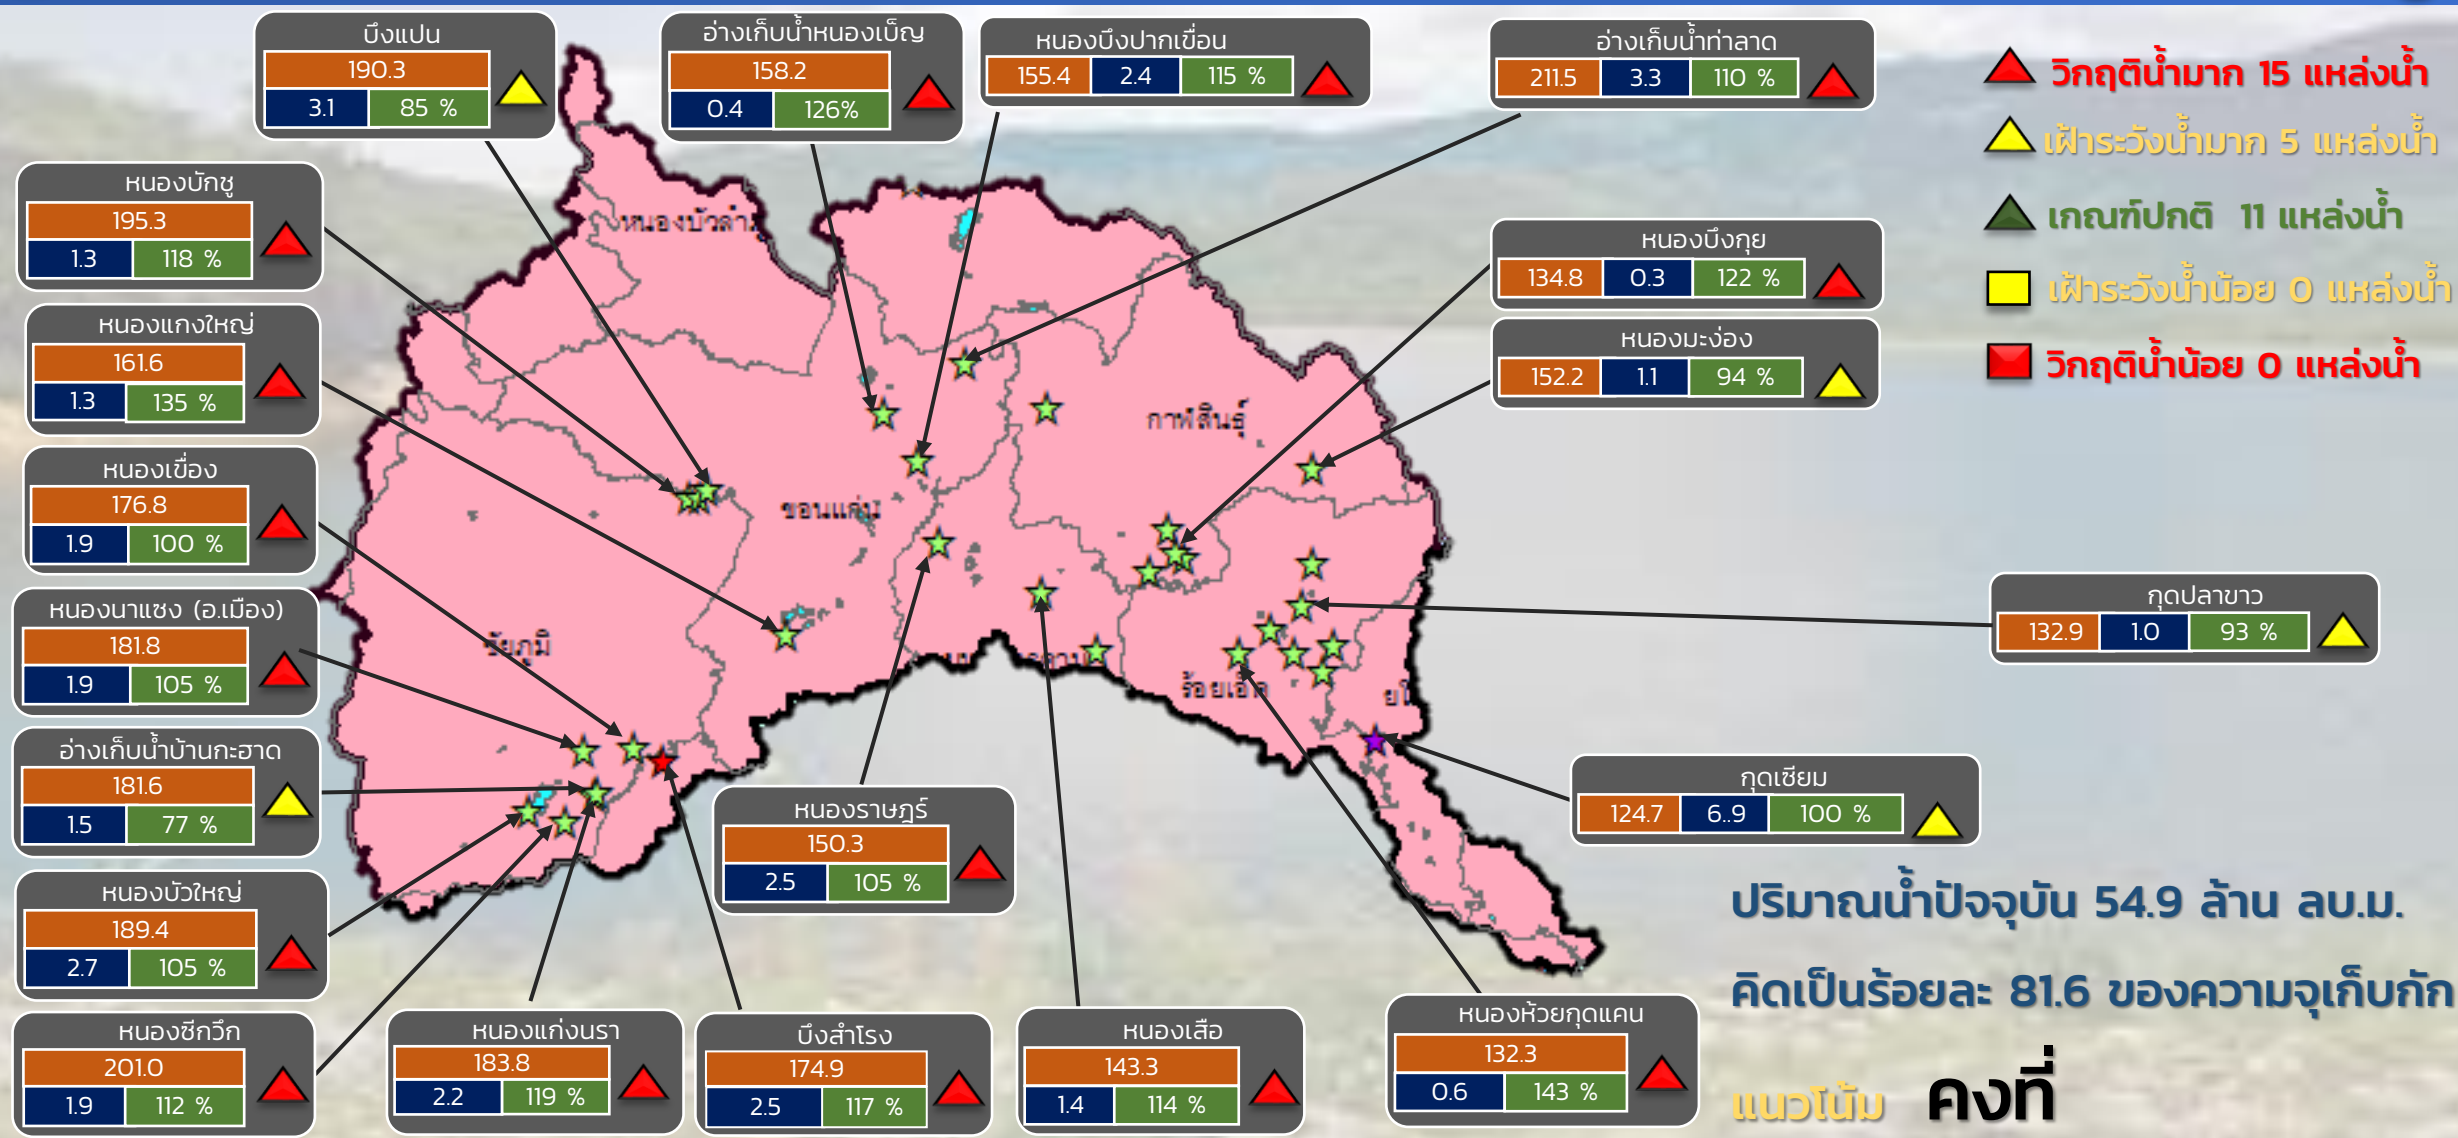 บึงแปน
190.3
3.1 85 %
อ่างเก็บน้ำหนองเบ็ญ
158.2
0.4 126%
หนองบึงปากเขื่อน
155.4 2.4 115 %
อ่างเก็บน้ำท่าลาด
211.5 3.3 110 %
วิกฤติน้ำมาก 15 แหล่งน้ำ
เฝ้าระวังน้ำมาก 5 แหล่งน้ำ
เกณฑ์ปกติ 11 แหล่งน้ำ
เฝ้าระวังน้ำน้อย 0 แหล่งน้ำ
วิกฤติน้ำน้อย 0 แหล่งน้ำ
หนองบักชู
195.3
1.3 118 %
หนองบึงกุย
134.8 0.3 122 %
หนองแกงใหญ่
161.6
1.3 135 %
หนองมะง่อง
152.2 1.1 94 %
หนองบัวลำ
กาฬสินธุ์
ขอนแก่น
ชัยภูมิ
ร้อยเอ็ด
หนองเขื่อง
176.8
1.9 100 %
หนองนาแซง (อ.เมือง)
181.8
1.9 105 %
กุดปลาขาว
132.9 1.0 93 %
อ่างเก็บน้ำบ้านกะฮาด
181.6
1.5 77 %
หนองราษฎร์
150.3
2.5 105 %
กุดเซียม
124.7 6..9 100 %
หนองบัวใหญ่
189.4
2.7 105 %
ปริมาณน้ำปัจจุบัน 54.9 ล้าน ลบ.ม.
คิดเป็นร้อยละ 81.6 ของความจุเก็บกัก
แนวโน้ม คงที่
หนองซีกวึก
201.0
1.9 112 %
หนองแก่งนรา
183.8
2.2 119 %
บึงสำโรง
174.9
2.5 117 %
หนองเสือ
143.3
1.4 114 %
หนองห้วยกุดแคน
132.3
0.6 143 %